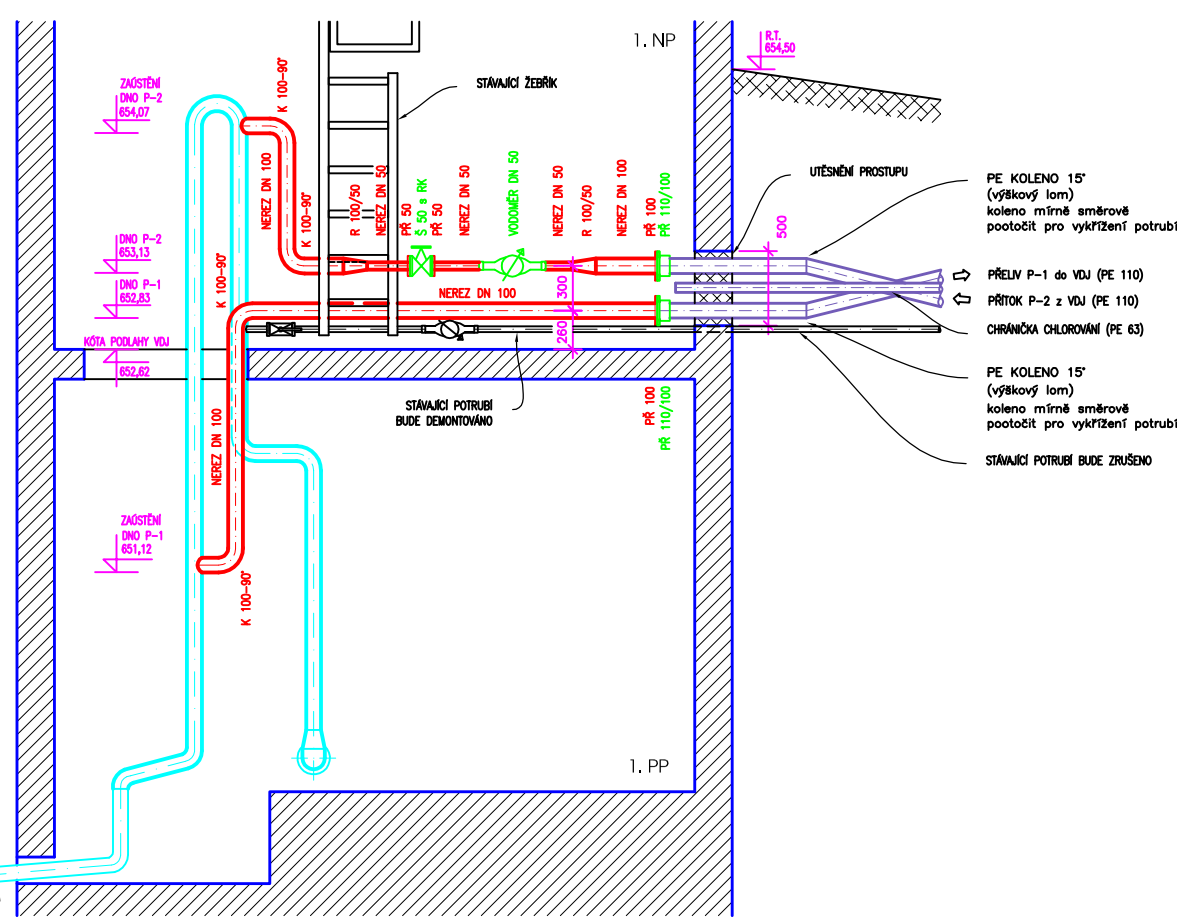 1. NP
R.T.
654,50
ZAÚSTĚNÍ
DNO P-2
654,07
K 100-90°
STÁVAJÍCÍ ŽEBŘÍK
NEREZ DN 100
K 100-90°
R 100/50
NEREZ DN 50
PŘ 50
Š 50 s RK
PŘ 50
NEREZ DN 50
VODOMĚR DN 50
NEREZ DN 50
R 100/50
NEREZ DN 100
PŘ 100
PŘ 110/100
UTĚSNĚNÍ PROSTUPU
500
PE KOLENO 15°
(výškový lom)
koleno mírně směrově
pootočit pro vykřížení potrubí
DNO P-2
653,13
DNO P-1
652,83
K 100-90°
NEREZ DN 100
300
260
PŘELIV P-1 do VDJ (PE 110)
PŘÍTOK P-2 z VDJ (PE 110)
CHRÁNIČKA CHLOROVÁNÍ (PE 63)
KÓTA PODLAHY VDJ
652,62
PE KOLENO 15°
(výškový lom)
koleno mírně směrově
pootočit pro vykřížení potrubí
STÁVAJÍCÍ POTRUBÍ
BUDE DEMONTOVÁNO
PŘ 100
PŘ 110/100
NEREZ DN 100
STÁVAJÍCÍ POTRUBÍ BUDE ZRUŠENO
ZAÚSTĚNÍ
DNO P-1
651,12
K 100-90°
1. PP